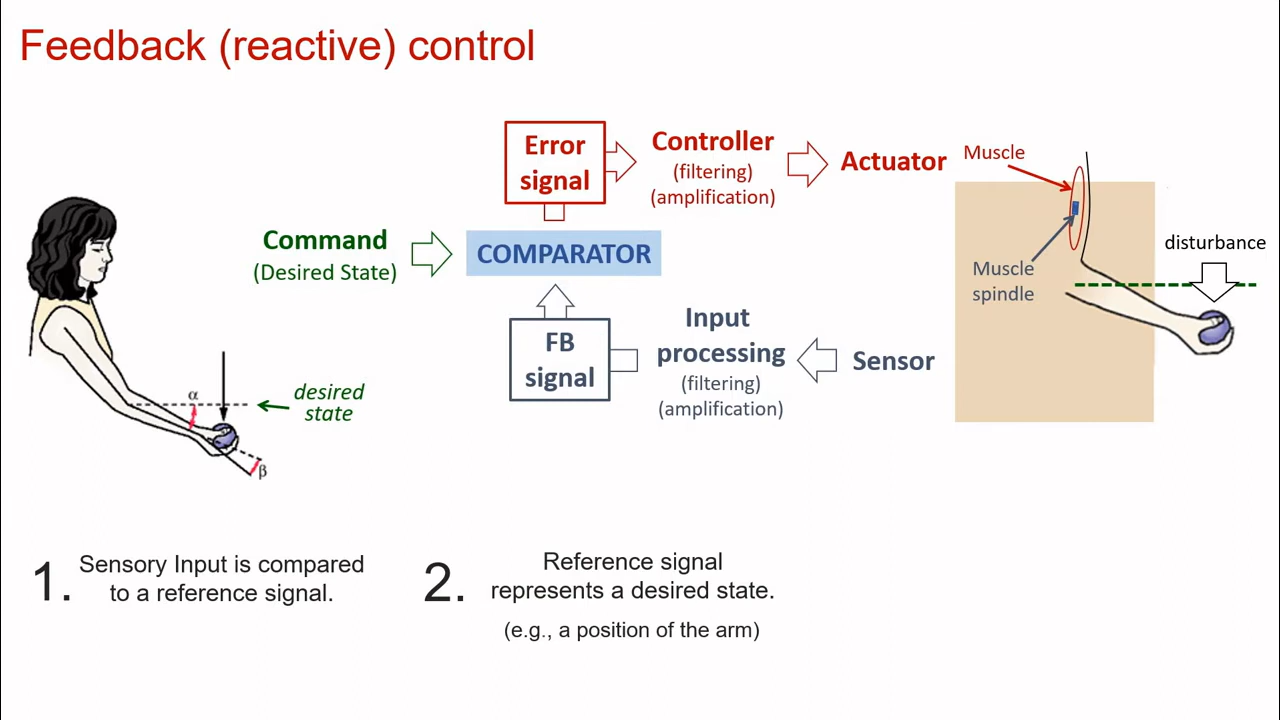 Feedback (reactive) control
Error
signal
Controller
(filtering)
(amplification)
Actuator
Muscle
Command
(Desired State)
COMPARATOR
disturbance
Muscle
spindle
FB
signal
Input
processing
(filtering)
(amplification)
Sensor
α
desired
state
β
1.
Sensory Input is compared
to a reference signal.
2.
Reference signal
represents a desired state.
(e.g., a position of the arm)